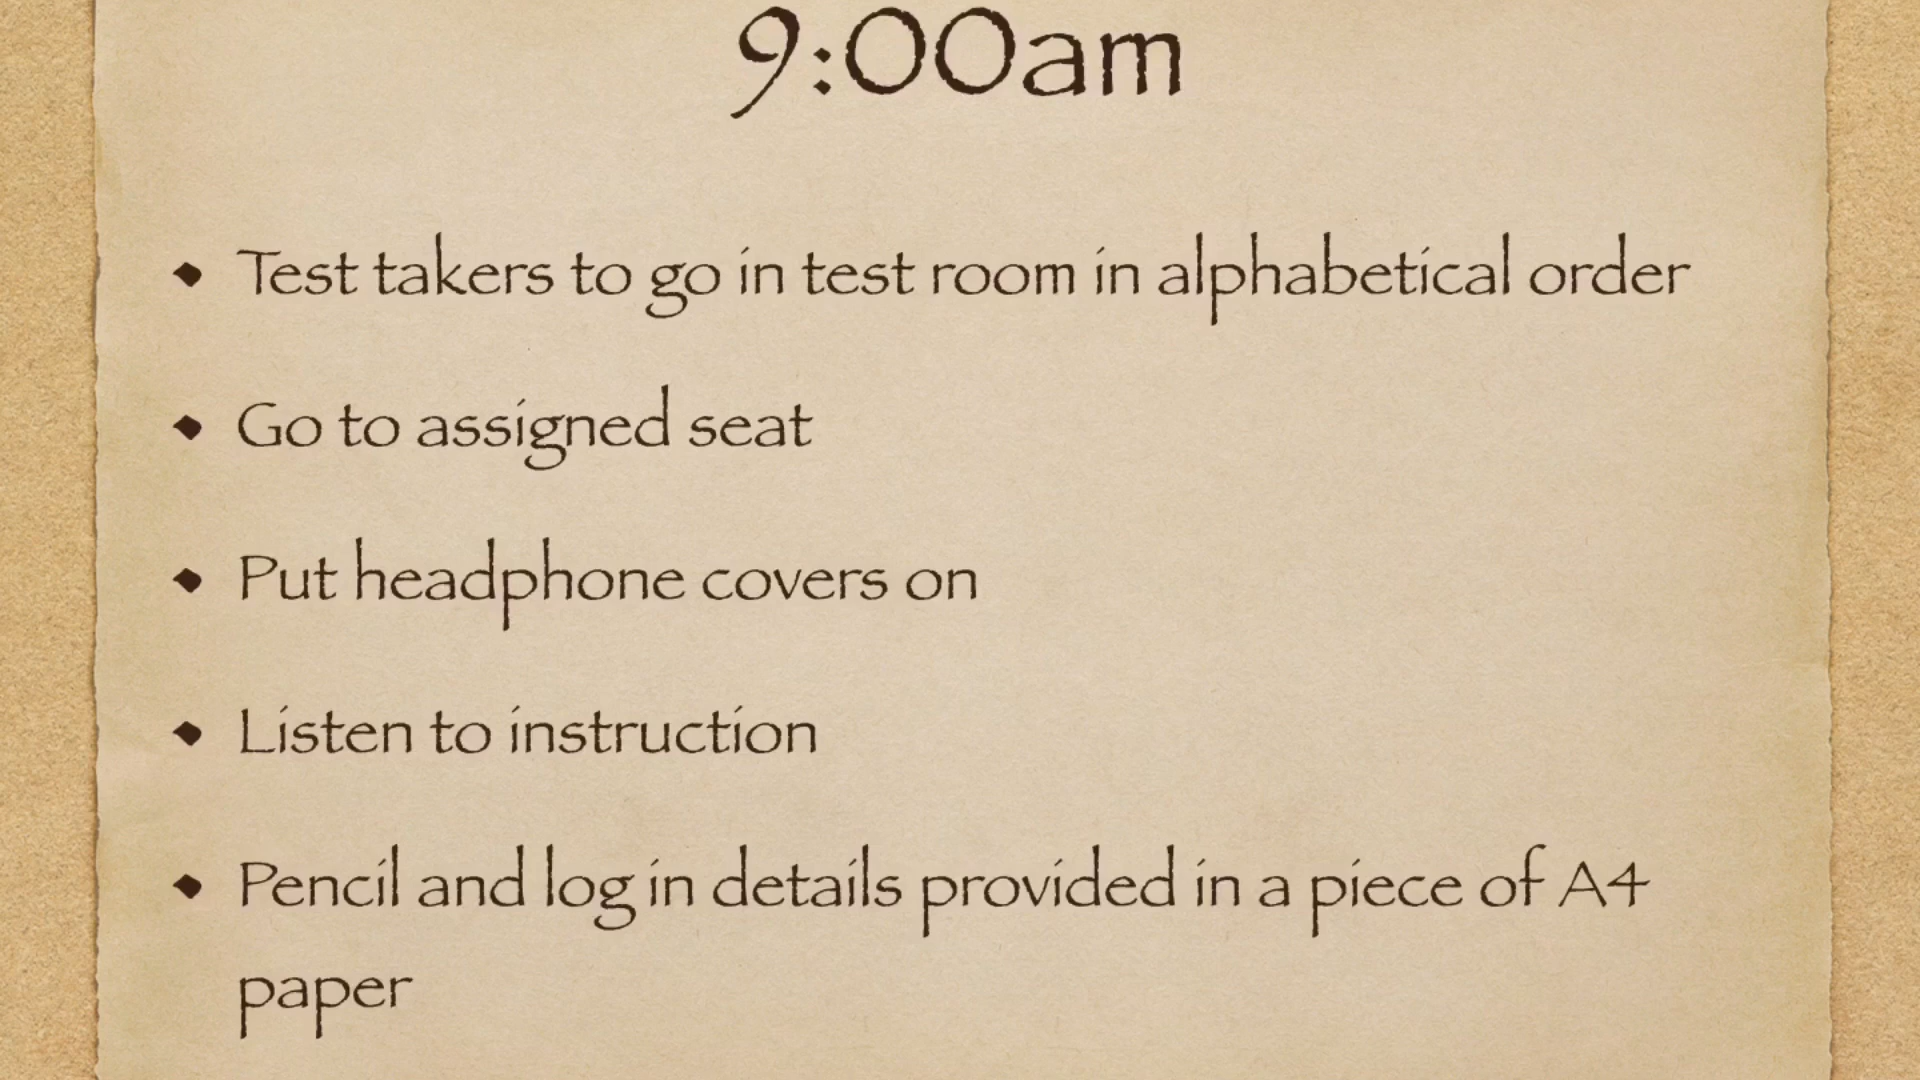 9:00am
• Test takers to go in test room in alphabetical order
• Go to assigned seat
• Put headphone covers on
• Listen to instruction
• Pencil and log in details provided in a piece of A4
paper